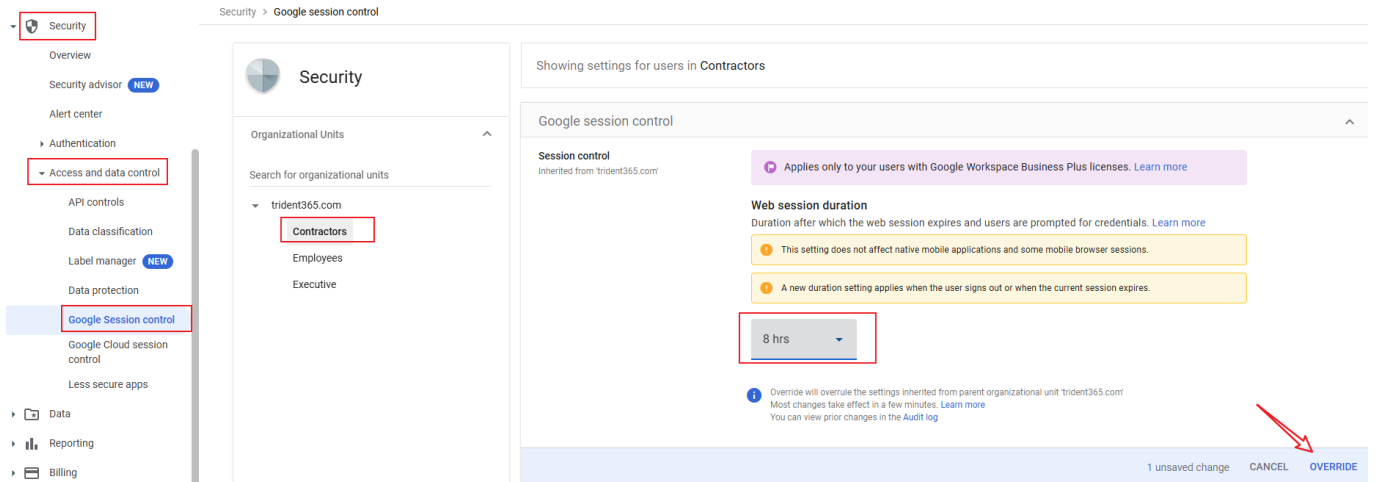 Security
Overview
Security advisor NEW
Alert center
Authentication
Access and data control
API controls
Data classification
Label manager NEW
Data protection
Google Session control
Google Cloud session
control
Less secure apps
Data
Reporting
Billing
Security > Google session control
Security
Organizational Units
Search for organizational units
trident365.com
Contractors
Employees
Executive
Showing settings for users in Contractors
Google session control
Session control
Inherited from 'trident365.com'
Applies only to your users with Google Workspace Business Plus licenses. Learn more
Web session duration
Duration after which the web session expires and users are prompted for credentials. Learn more
This setting does not affect native mobile applications and some mobile browser sessions.
A new duration setting applies when the user signs out or when the current session expires.
8 hrs
Override will overrule the settings inherited from parent organizational unit 'trident365.com'
Most changes take effect in a few minutes. Learn more
You can view prior changes in the Audit log
1 unsaved change CANCEL OVERRIDE